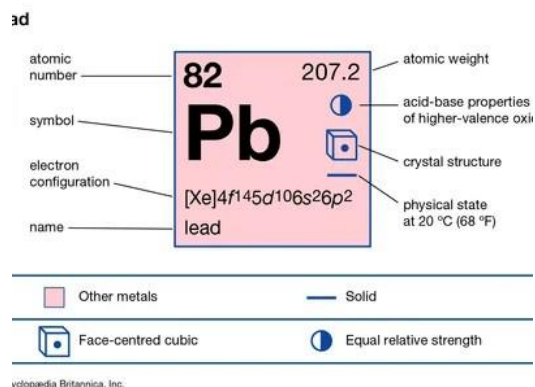 ad
atomic
number
82
207.2
atomic weight
symbol
Pb
acid-base properties
of higher-valence oxi
crystal structure
electron
configuration
[Xe]4f145d106s26p2
physical state
at 20 °C (68 °F)
name
lead
Other metals
Solid
Face-centred cubic
Equal relative strength
yclopædia Britannica, Inc.